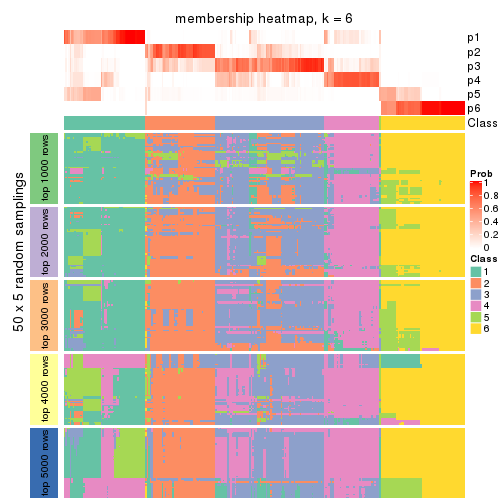 membership heatmap, k = 6
p1
p2
p3
p4
p5
p6
Class
50 x 5 random samplings
top 1000 rows
top 2000 rows
top 3000 rows
top 4000 rows
top 5000 rows
Prob
1
0.8
0.6
0.4
0.2
0
Class
1
2
3
4
5
6